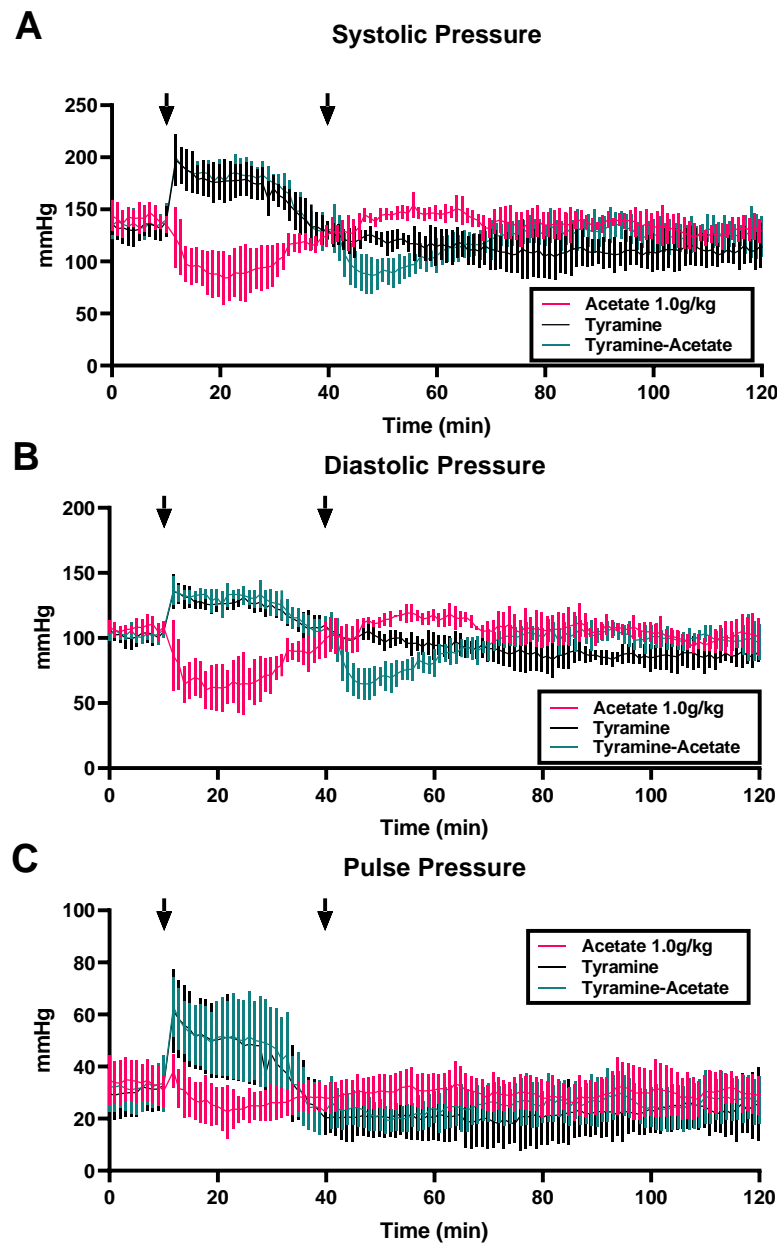 A
Systolic Pressure
250
200
150
100
50
0
mmHg
Acetate 1.0g/kg
Tyramine
Tyramine-Acetate
0 20 40 60 80 100 120
Time (min)
B
Diastolic Pressure
200
150
100
50
0
mmHg
Acetate 1.0g/kg
Tyramine
Tyramine-Acetate
0 20 40 60 80 100 120
Time (min)
C
Pulse Pressure
100
80
60
40
20
0
mmHg
Acetate 1.0g/kg
Tyramine
Tyramine-Acetate
0 20 40 60 80 100 120
Time (min)